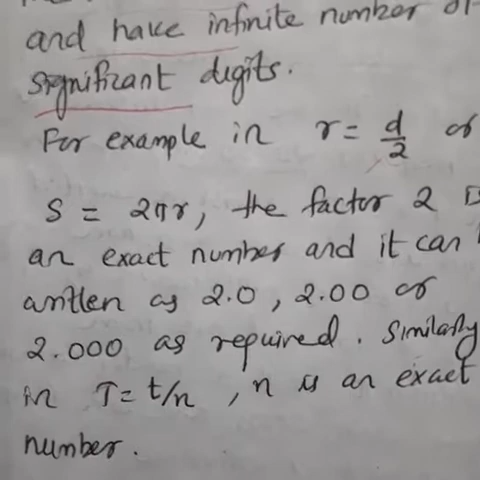 and have infinite number of
significant digits.
For example in r = d/2 or
S = 2πr, the factor 2 is
an exact number and it can
written as 2.0, 2.00 or
2.000 as required. Similarly
in T = t/n, n is an exact
number.